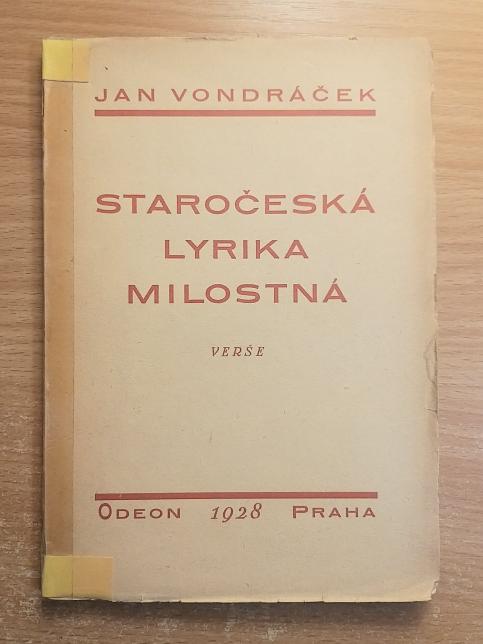 JAN VONDRÁČEK
STAROČESKÁ
LYRIKA
MILOSTNÁ
VERŠE
ODEON 1928 PRAHA